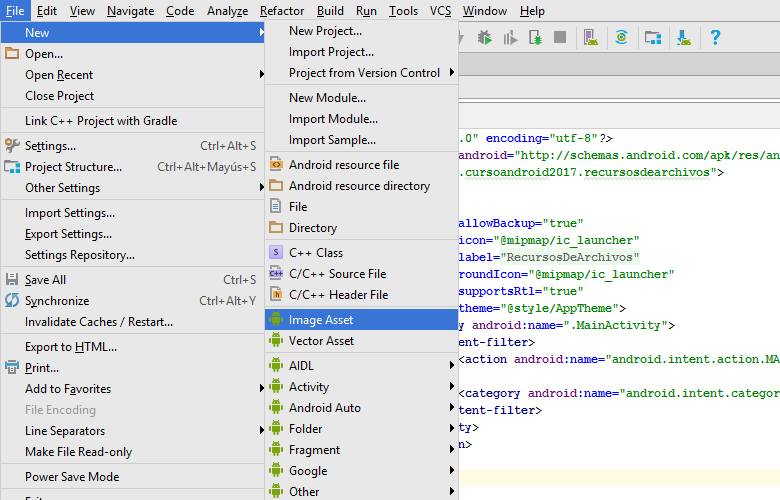 File Edit View Navigate Code Analyze Refactor Build Run Tools VCS Window Help
New
Open...
Open Recent
Close Project
Link C++ Project with Gradle
Settings... Ctrl+Alt+S
Project Structure... Ctrl+Alt+Mayús+S
Other Settings
Import Settings...
Export Settings...
Settings Repository...
Save All Ctrl+S
Synchronize Ctrl+Alt+Y
Invalidate Caches / Restart...
Export to HTML...
Print...
Add to Favorites
File Encoding
Line Separators
Make File Read-only
Power Save Mode
New Project...
Import Project...
Project from Version Control
New Module...
Import Module...
Import Sample...
Android resource file
Android resource directory
File
Directory
C++ Class
C/C++ Source File
C/C++ Header File
Image Asset
Vector Asset
AIDL
Activity
Android Auto
Folder
Fragment
Google
Other
.0" encoding="utf-8"?>
android="http://schemas.android.com/apk/res/an
.cursoandroid2017.recursosdearchivos">
allowBackup="true"
icon="@mipmap/ic_launcher"
label="RecursosDeArchivos"
roundIcon="@mipmap/ic_launcher"
supportsRtl="true"
theme="@style/AppTheme">
y android:name=".MainActivity">
ent-filter>
<action android:name="android.intent.action.MA
<category android:name="android.intent.categor
ent-filter>
ty>
n>